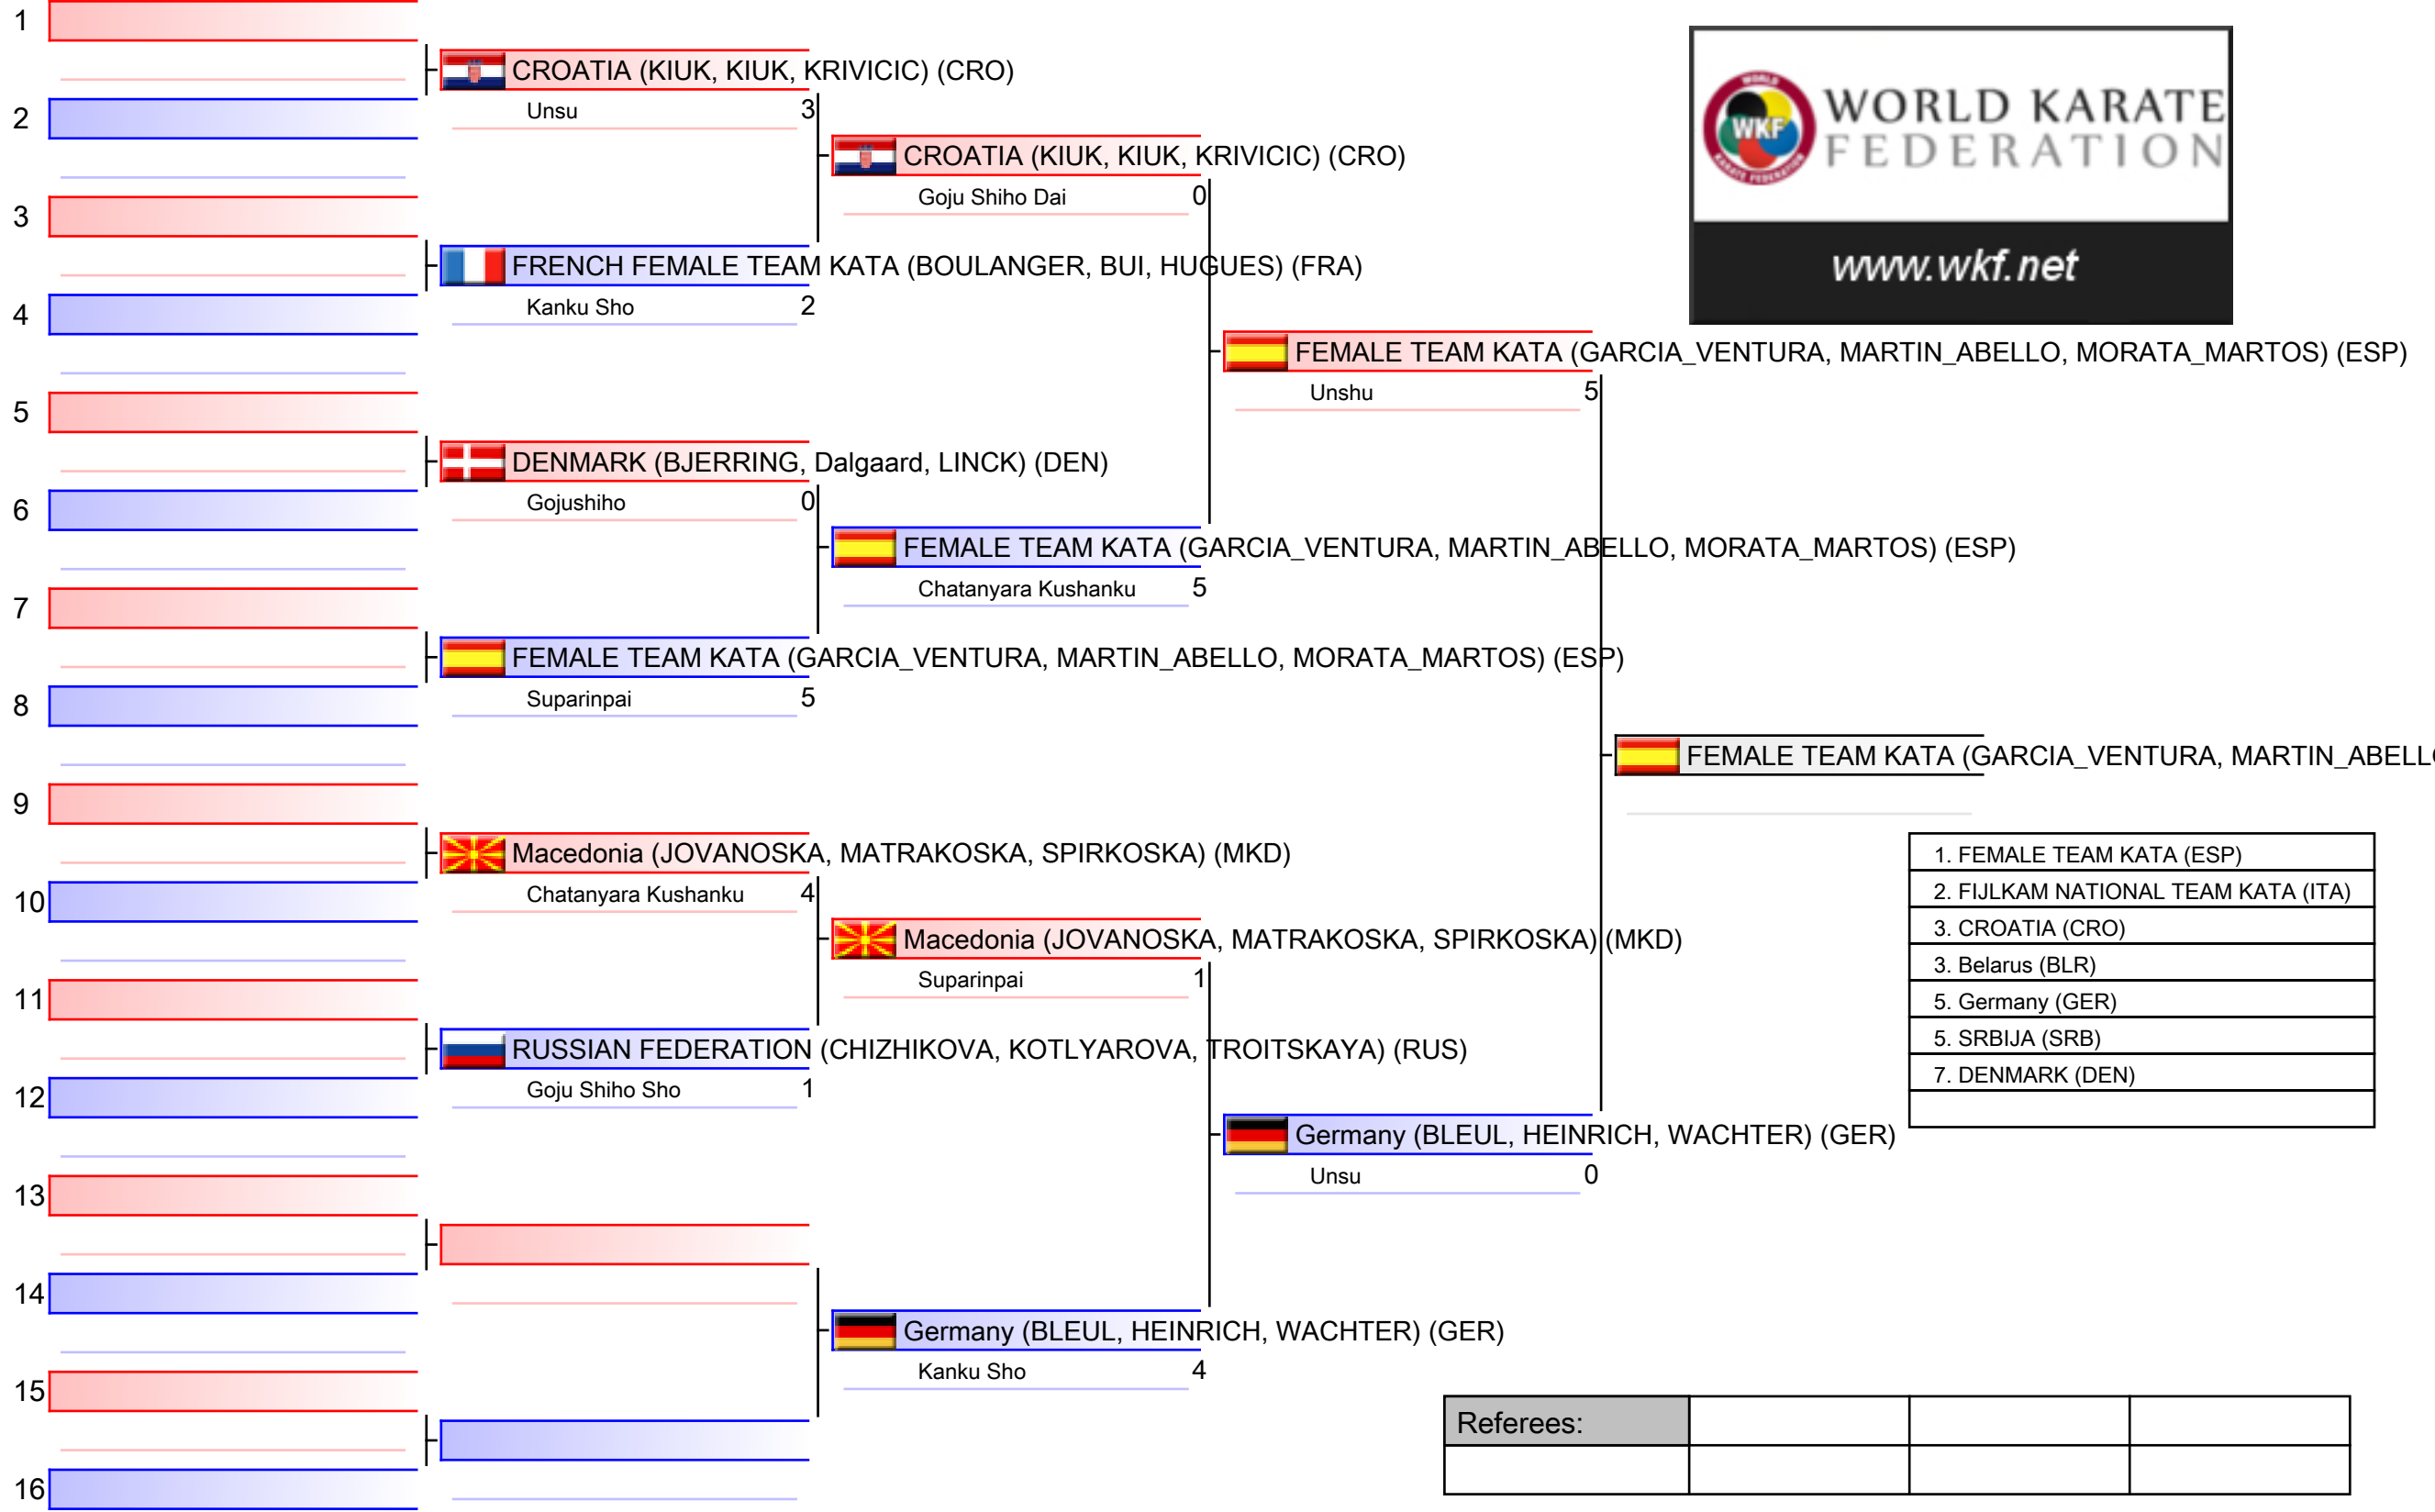 1
CROATIA (KIUK, KIUK, KRIVICIC) (CRO)
Unsu 3
2
CROATIA (KIUK, KIUK, KRIVICIC) (CRO)
Goju Shiho Dai 0
3
FRENCH FEMALE TEAM KATA (BOULANGER, BUI, HUGUES) (FRA)
Kanku Sho 2
4
FEMALE TEAM KATA (GARCIA_VENTURA, MARTIN_ABELLO, MORATA_MARTOS) (ESP)
Unshu 5
5
DENMARK (BJERRING, Dalgaard, LINCK) (DEN)
Gojushiho 0
6
FEMALE TEAM KATA (GARCIA_VENTURA, MARTIN_ABELLO, MORATA_MARTOS) (ESP)
Chatanyara Kushanku 5
7
FEMALE TEAM KATA (GARCIA_VENTURA, MARTIN_ABELLO, MORATA_MARTOS) (ESP)
Suparinpai 5
8
FEMALE TEAM KATA (GARCIA_VENTURA, MARTIN_ABELL
9
Macedonia (JOVANOSKA, MATRAKOSKA, SPIRKOSKA) (MKD)
Chatanyara Kushanku 4
10
Macedonia (JOVANOSKA, MATRAKOSKA, SPIRKOSKA) (MKD)
Suparinpai 1
11
RUSSIAN FEDERATION (CHIZHIKOVA, KOTLYAROVA, TROITSKAYA) (RUS)
Goju Shiho Sho 1
12
Germany (BLEUL, HEINRICH, WACHTER) (GER)
Unsu 0
13
14
Germany (BLEUL, HEINRICH, WACHTER) (GER)
Kanku Sho 4
15
16
WORLD KARATE
FEDERATION
WORLD
WKF
KARATE FEDERATION
www.wkf.net
1. FEMALE TEAM KATA (ESP)
2. FIJLKAM NATIONAL TEAM KATA (ITA)
3. CROATIA (CRO)
3. Belarus (BLR)
5. Germany (GER)
5. SRBIJA (SRB)
7. DENMARK (DEN)
Referees: